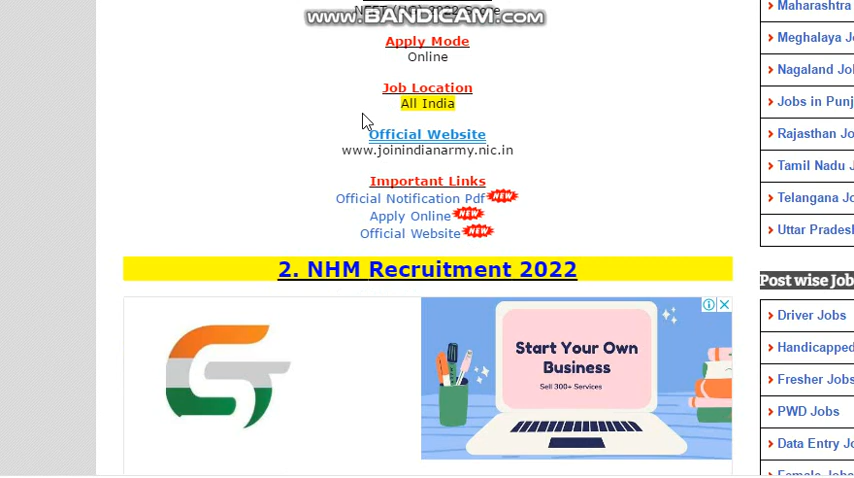 www.BANDICAM.com
Apply Mode
Online
Job Location
All India
Official Website
www.joinindianarmy.nic.in
Important Links
Official Notification Pdf NEW
Apply Online NEW
Official Website NEW
2. NHM Recruitment 2022
Start Your Own
Business
Sell 300+ Services
Maharashtra
Meghalaya J
Nagaland Jo
Jobs in Punj
Rajasthan Jo
Tamil Nadu J
Telangana Jo
Uttar Pradesh
Post wise Job
Driver Jobs
Handicapped
Fresher Jobs
PWD Jobs
Data Entry Jo